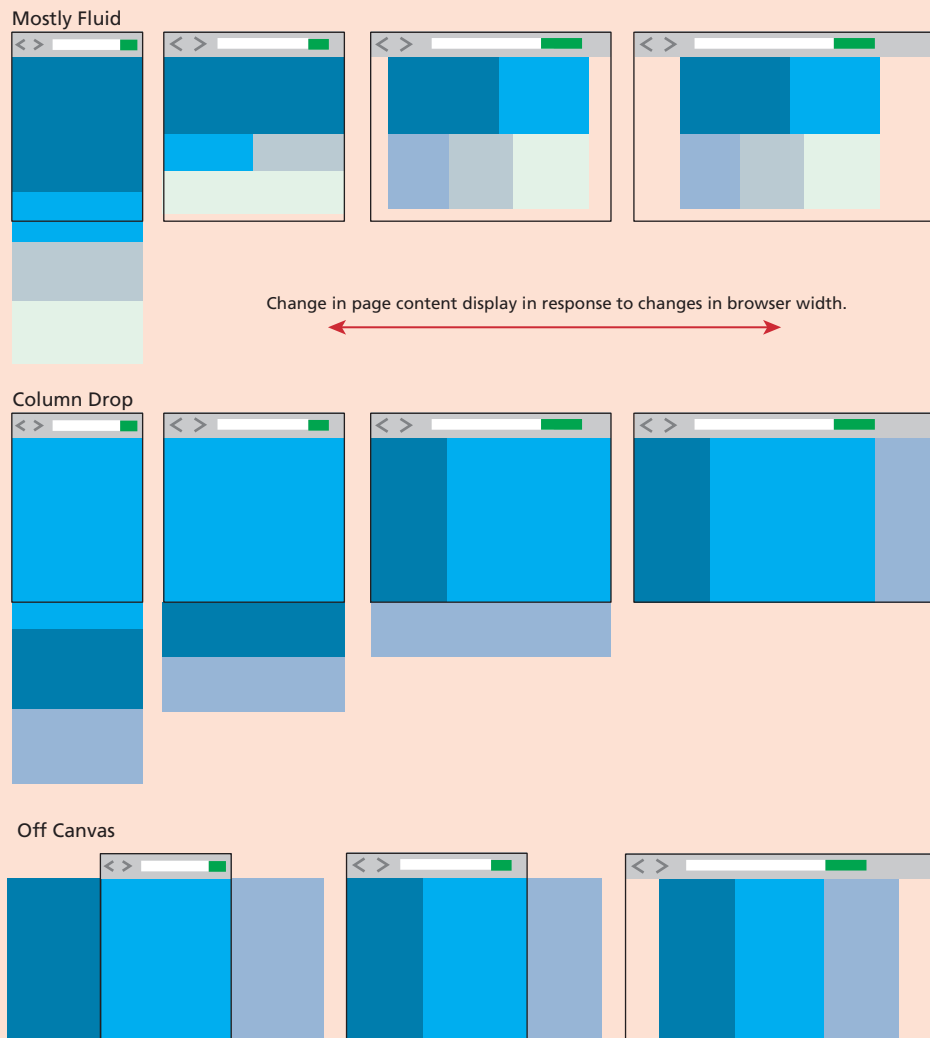 Mostly Fluid
Change in page content display in response to changes in browser width.
Column Drop
Off Canvas